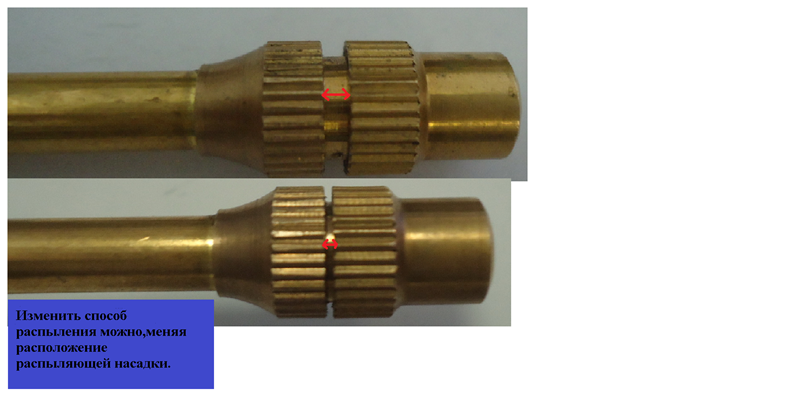 Изменить способ
распыления можно,меняя
расположение
распыляющей насадки.